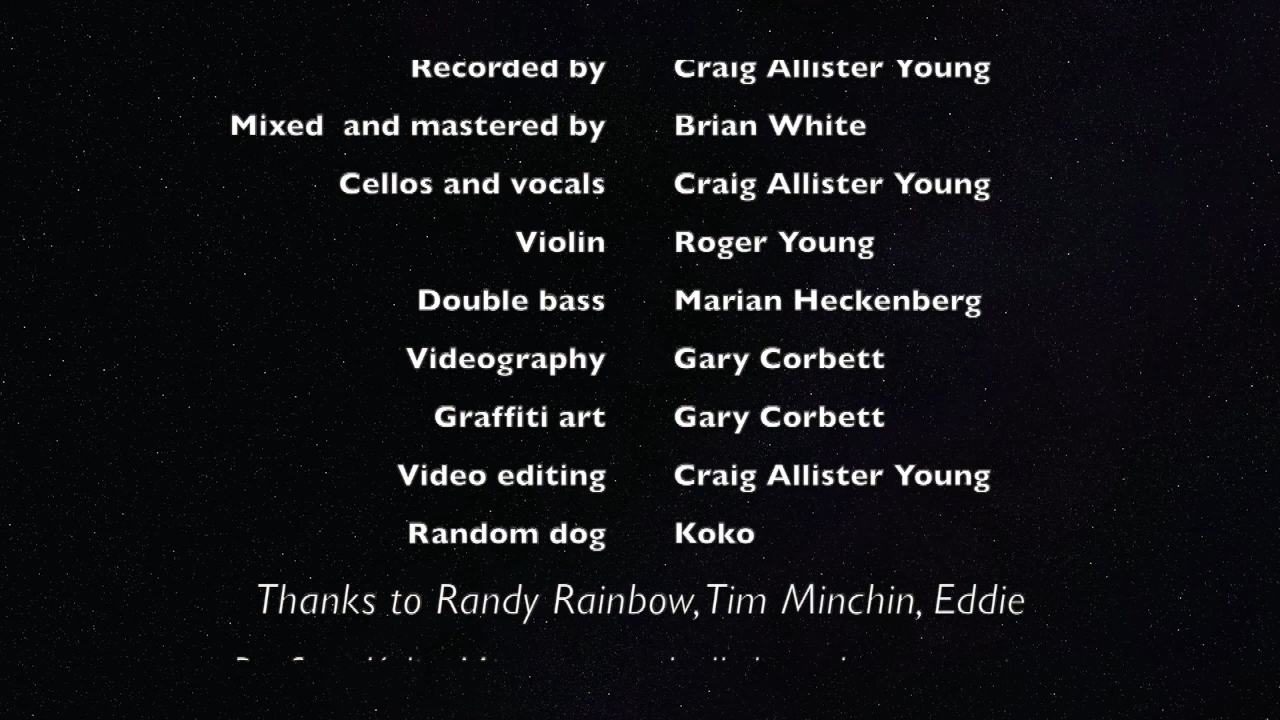 Recorded by Craig Allister Young
Mixed and mastered by Brian White
Cellos and vocals Craig Allister Young
Violin Roger Young
Double bass Marian Heckenberg
Videography Gary Corbett
Graffiti art Gary Corbett
Video editing Craig Allister Young
Random dog Koko
Thanks to Randy Rainbow, Tim Minchin, Eddie